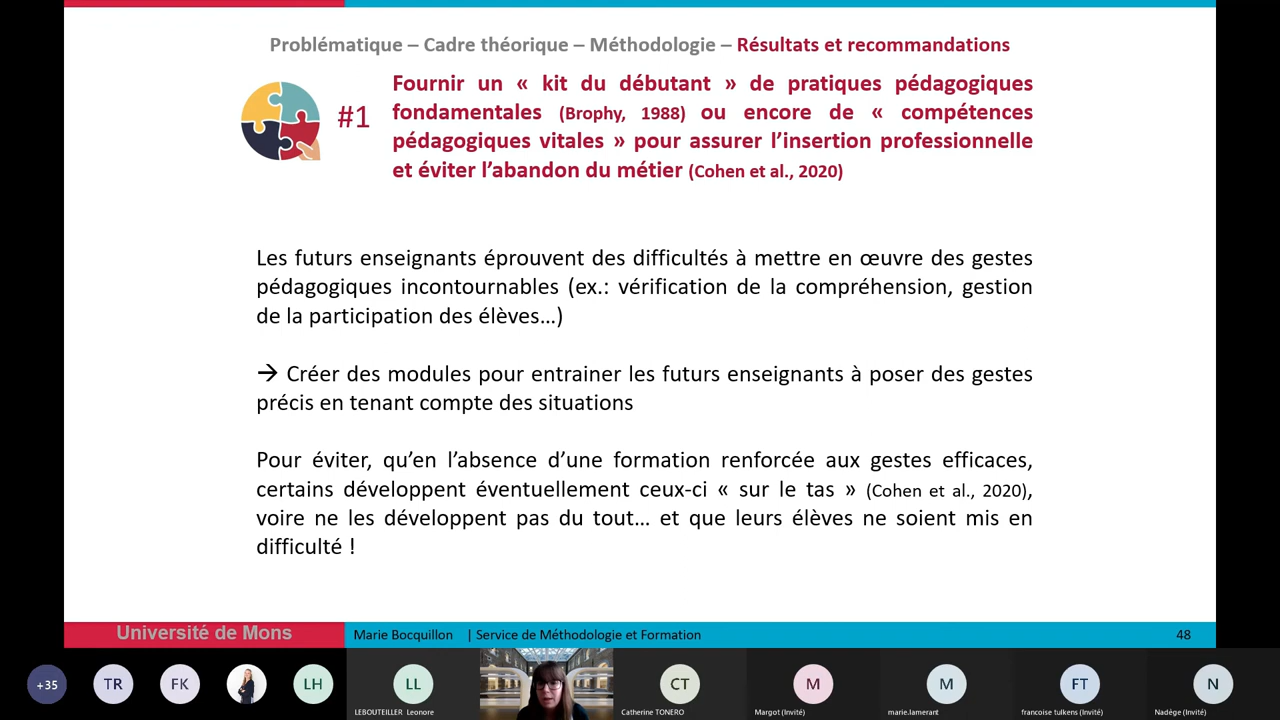 Problématique – Cadre théorique – Méthodologie – Résultats et recommandations
#1
Fournir un « kit du débutant » de pratiques pédagogiques
fondamentales (Brophy, 1988) ou encore de « compétences
pédagogiques vitales » pour assurer l'insertion professionnelle
et éviter l'abandon du métier (Cohen et al., 2020)
Les futurs enseignants éprouvent des difficultés à mettre en œuvre des gestes
pédagogiques incontournables (ex.: vérification de la compréhension, gestion
de la participation des élèves…)
→ Créer des modules pour entrainer les futurs enseignants à poser des gestes
précis en tenant compte des situations
Pour éviter, qu'en l'absence d'une formation renforcée aux gestes efficaces,
certains développent éventuellement ceux-ci « sur le tas » (Cohen et al., 2020),
voire ne les développent pas du tout… et que leurs élèves ne soient mis en
difficulté !
Université de Mons
Marie Bocquillon | Service de Méthodologie et Formation
48
+35
TR
FK
LH
LL
CT
M
M
FT
N
LEBOUTEILLER Leonore
Catherine TONERO
Margot (Invité)
marie.lamerant
francoise tulkens (Invité)
Nadège (Invité)